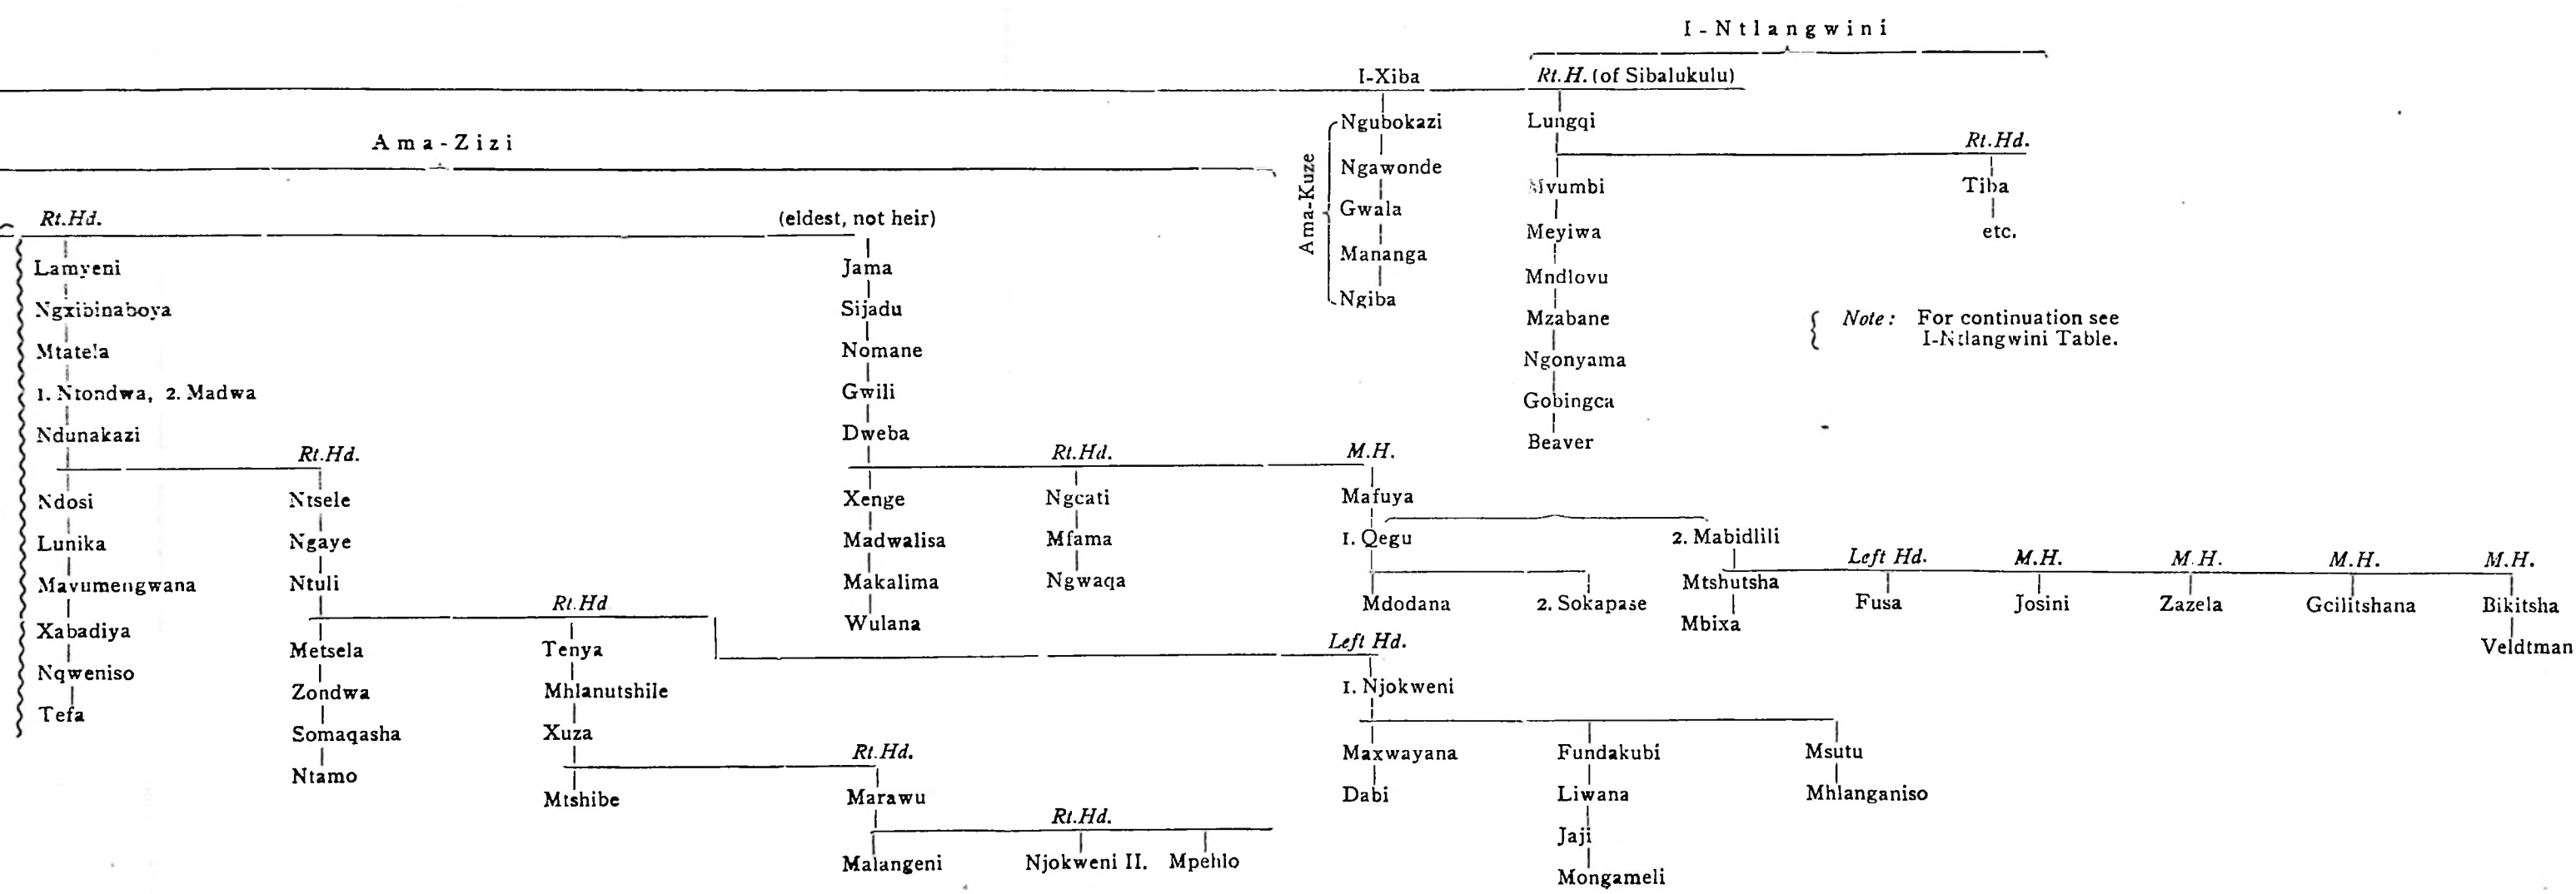 I-Ntlangwini
I-Xiba Rt.H. (of Sibalukulu)
Ngubokazi Lungqi
Ama-Zizi Rt.Hd.
Ama-Kuze
Ngawonde
Mvumbi Tiba
Rt.Hd. (eldest, not heir) Gwala
Meyiwa etc.
Lamyeni Jama Mananga
Mndlovu
Ngxibinaboya Sijadu Ngiba
Mzabane Note: For continuation see
I-Ntlangwini Table.
Mtatela Nomane Ngonyama
1. Ntondwa, 2. Madwa Gwili Gobingca
Ndunakazi Dweba Beaver
Rt.Hd. Rt.Hd. M.H.
Ndosi Ntsele Xenge Ngcati Mafuya
Lunika Ngaye Madwalisa Mfama 1. Qegu 2. Mabidlili
Left Hd. M.H. M.H. M.H. M.H.
Mavumengwana Ntuli Makalima Ngwaqa Mtshutsha
Rt.Hd Mdodana 2. Sokapase Fusa Josini Zazela Gcilitshana Bikitsha
Xabadiya Wulana Mbixa
Metsela Tenya Left Hd. Veldtman
Nqweniso
Zondwa Mhlanutshile 1. Njokweni
Tefa
Somaqasha Xuza
Rt.Hd. Maxwayana Fundakubi Msutu
Ntamo
Mtshibe Marawu Dabi Liwana Mhlanganiso
Rt.Hd.
Jaji
Malangeni Njokweni II. Mpehlo
Mongameli